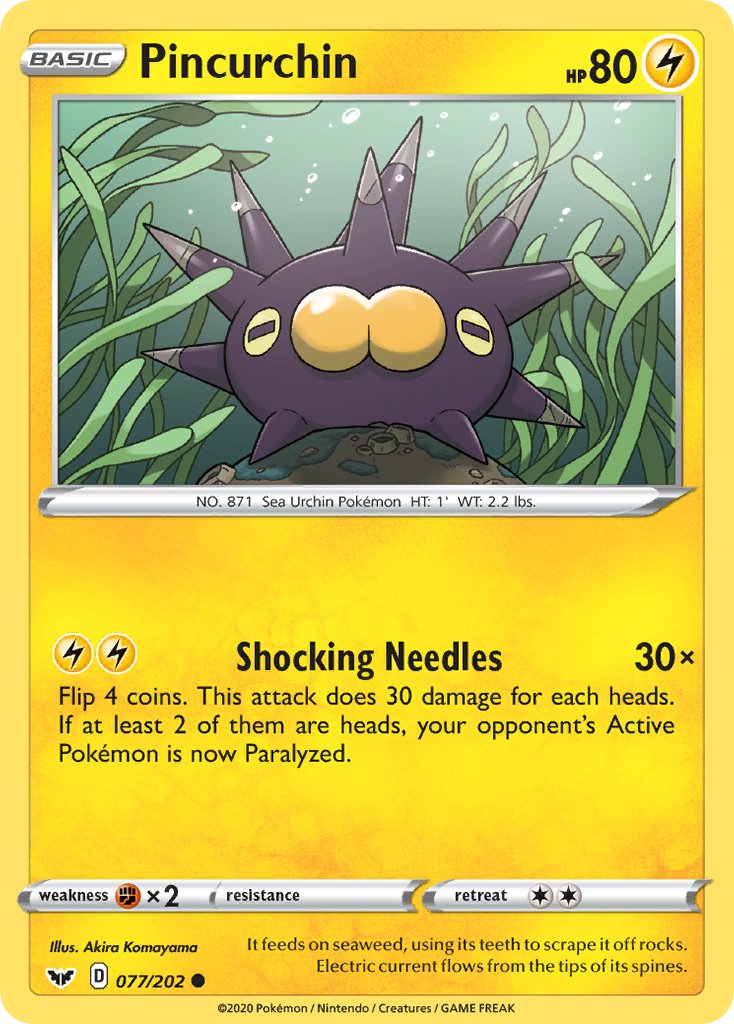 BASIC Pincurchin HP 80
NO. 871 Sea Urchin Pokémon HT: 1' WT: 2.2 lbs.
Shocking Needles 30×
Flip 4 coins. This attack does 30 damage for each heads.
If at least 2 of them are heads, your opponent's Active
Pokémon is now Paralyzed.
weakness ×2 resistance retreat
Illus. Akira Komayama
It feeds on seaweed, using its teeth to scrape it off rocks.
Electric current flows from the tips of its spines.
D 077/202
©2020 Pokémon / Nintendo / Creatures / GAME FREAK